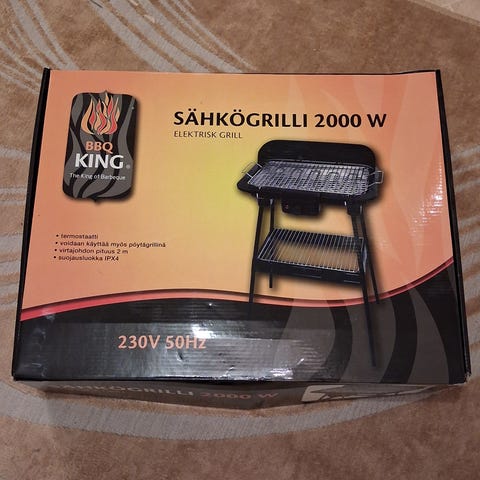 BBQ
KING®
The King of Barbeque
SÄHKÖGRILLI 2000 W
ELEKTRISK GRILL
• termostaatti
• voidaan käyttää myös pöytägrillinä
• virtajohdon pituus 2 m
• suojausluokka IPX4
230V 50Hz
SÄHKÖGRILLI 2000 W